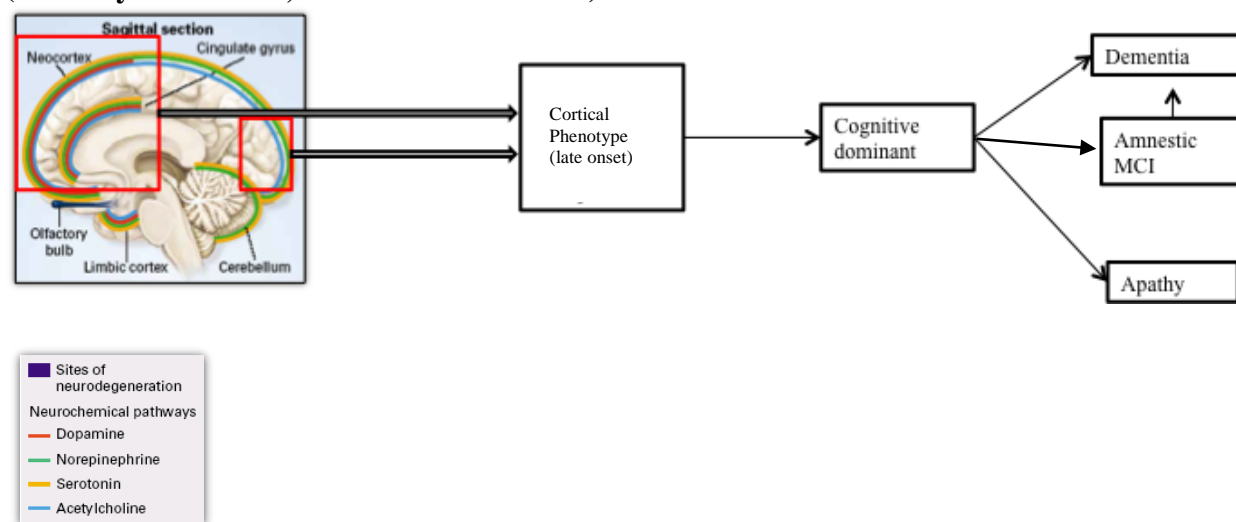 Sagittal section
Cingulate gyrus
Neocortex
Olfactory
bulb
Limbic cortex
Cerebellum
Cortical
Phenotype
(late onset)
Cognitive
dominant
Dementia
Amnestic
MCI
Apathy
Sites of
neurodegeneration
Neurochemical pathways
Dopamine
Norepinephrine
Serotonin
Acetylcholine